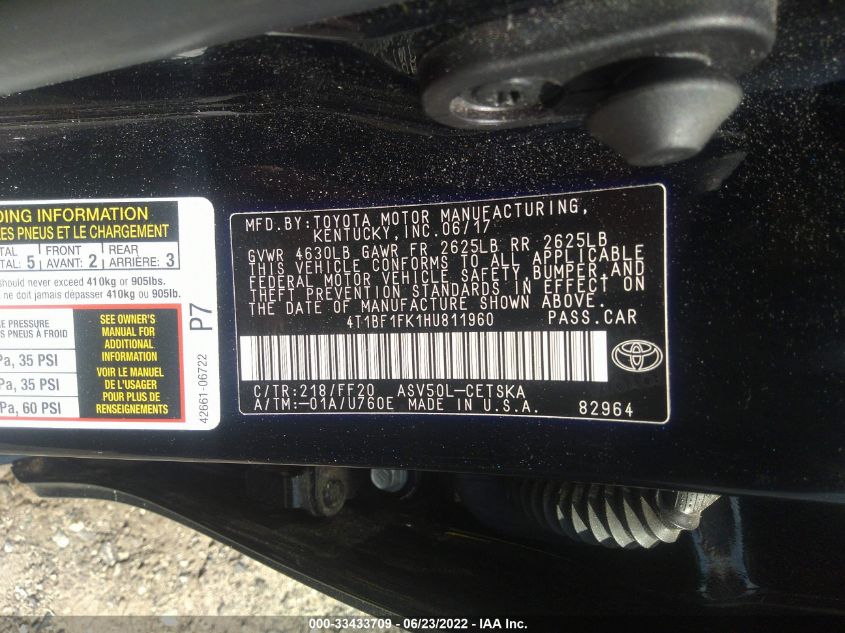 DING INFORMATION
LES PNEUS ET LE CHARGEMENT
TAL FRONT REAR
TAL: 5 AVANT: 2 ARRIÈRE: 3
hould never exceed 410kg or 905lbs.
ne doit jamais dépasser 410kg ou 905lb.
E PRESSURE
S PNEUS À FROID
Pa, 35 PSI
Pa, 35 PSI
Pa, 60 PSI
SEE OWNER'S
MANUAL FOR
ADDITIONAL
INFORMATION
VOIR LE MANUEL
DE L'USAGER
POUR PLUS DE
RENSEIGNEMENTS
P7
42661-06722
MFD.BY:TOYOTA MOTOR MANUFACTURING,
KENTUCKY,INC.06/17
GVWR 4630LB GAWR FR 2625LB RR 2625LB
THIS VEHICLE CONFORMS TO ALL APPLICABLE
FEDERAL MOTOR VEHICLE SAFETY,BUMPER,AND
THEFT PREVENTION STANDARDS IN EFFECT ON
THE DATE OF MANUFACTURE SHOWN ABOVE.
4T1BF1FK1HU811960 PASS.CAR
C/TR:218/FF20 ASV50L-CETSKA
A/TM:-01A/U760E MADE IN U.S.A. 82964
000-33433709 - 06/23/2022 - IAA Inc.